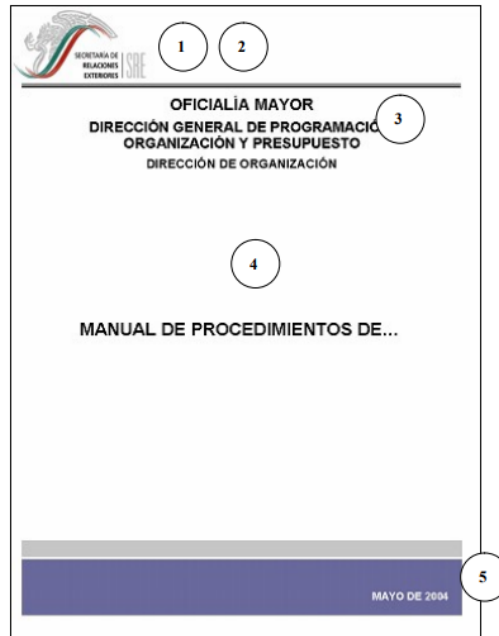 SECRETARÍA DE
RELACIONES
EXTERIORES
SRE
1
2
OFICIALÍA MAYOR
3
DIRECCIÓN GENERAL DE PROGRAMACIÓ
ORGANIZACIÓN Y PRESUPUESTO
DIRECCIÓN DE ORGANIZACIÓN
4
MANUAL DE PROCEDIMIENTOS DE...
5
MAYO DE 2004